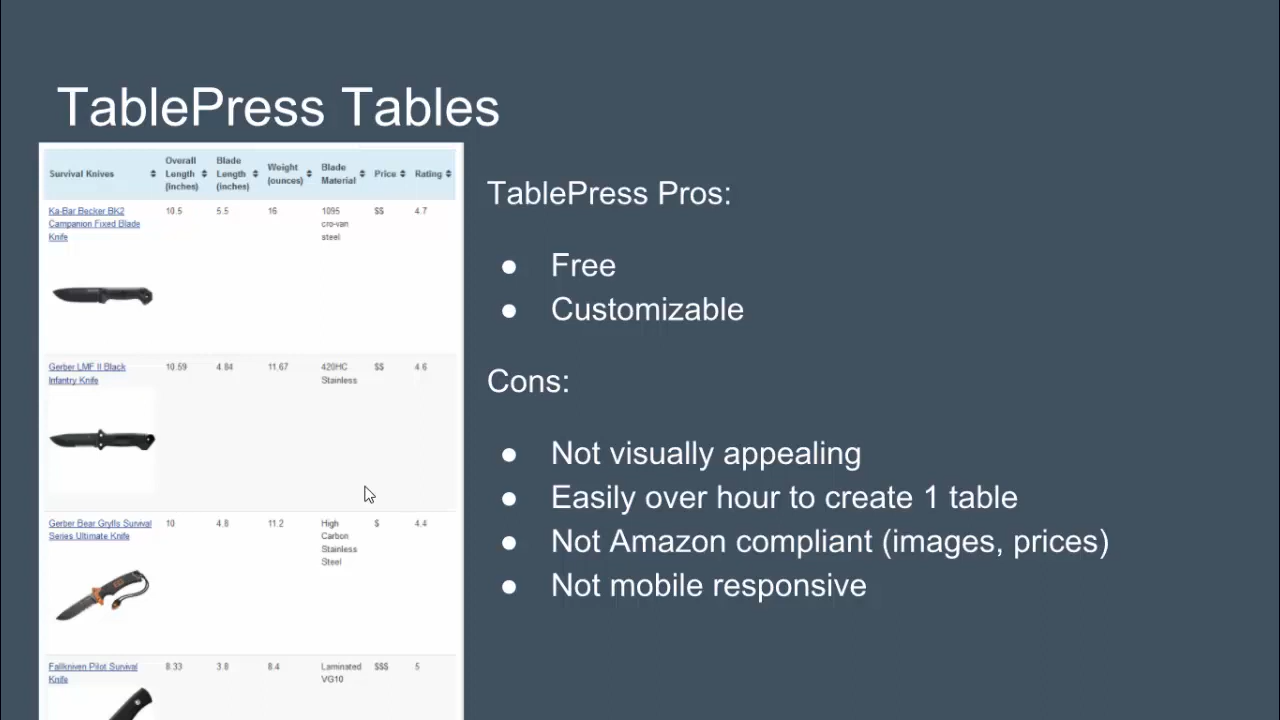 TablePress Tables
Survival Knives
Overall
Length
(inches)
Blade
Length
(inches)
Weight
(ounces)
Blade
Material
Price
Rating
Ka-Bar Becker BK2
Campanion Fixed Blade
Knife
10.5
5.5
16
1095
cro-van
steel
$$
4.7
Gerber LMF II Black
Infantry Knife
10.59
4.84
11.67
420HC
Stainless
$$
4.6
Gerber Bear Grylls Survival
Series Ultimate Knife
10
4.8
11.2
High
Carbon
Stainless
Steel
$
4.4
Fallkniven Pilot Survival
Knife
8.33
3.8
8.4
Laminated
VG10
$$$
5
TablePress Pros:
● Free
● Customizable
Cons:
● Not visually appealing
● Easily over hour to create 1 table
● Not Amazon compliant (images, prices)
● Not mobile responsive